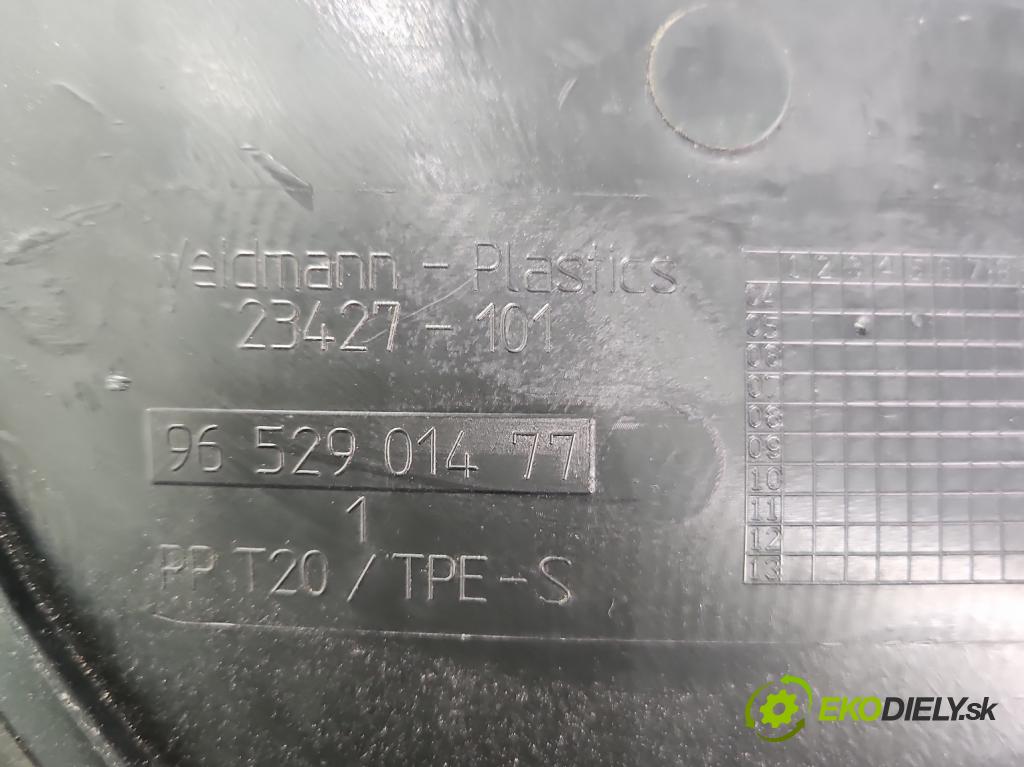 Weidmann - Plastics
23427 - 101
96 529 014 77
1
PP T20 / TPE-S
1 2 3 4 5 6 7 8
04
05
06
07
08
09
10
11
12
13
EKODIELY.sk